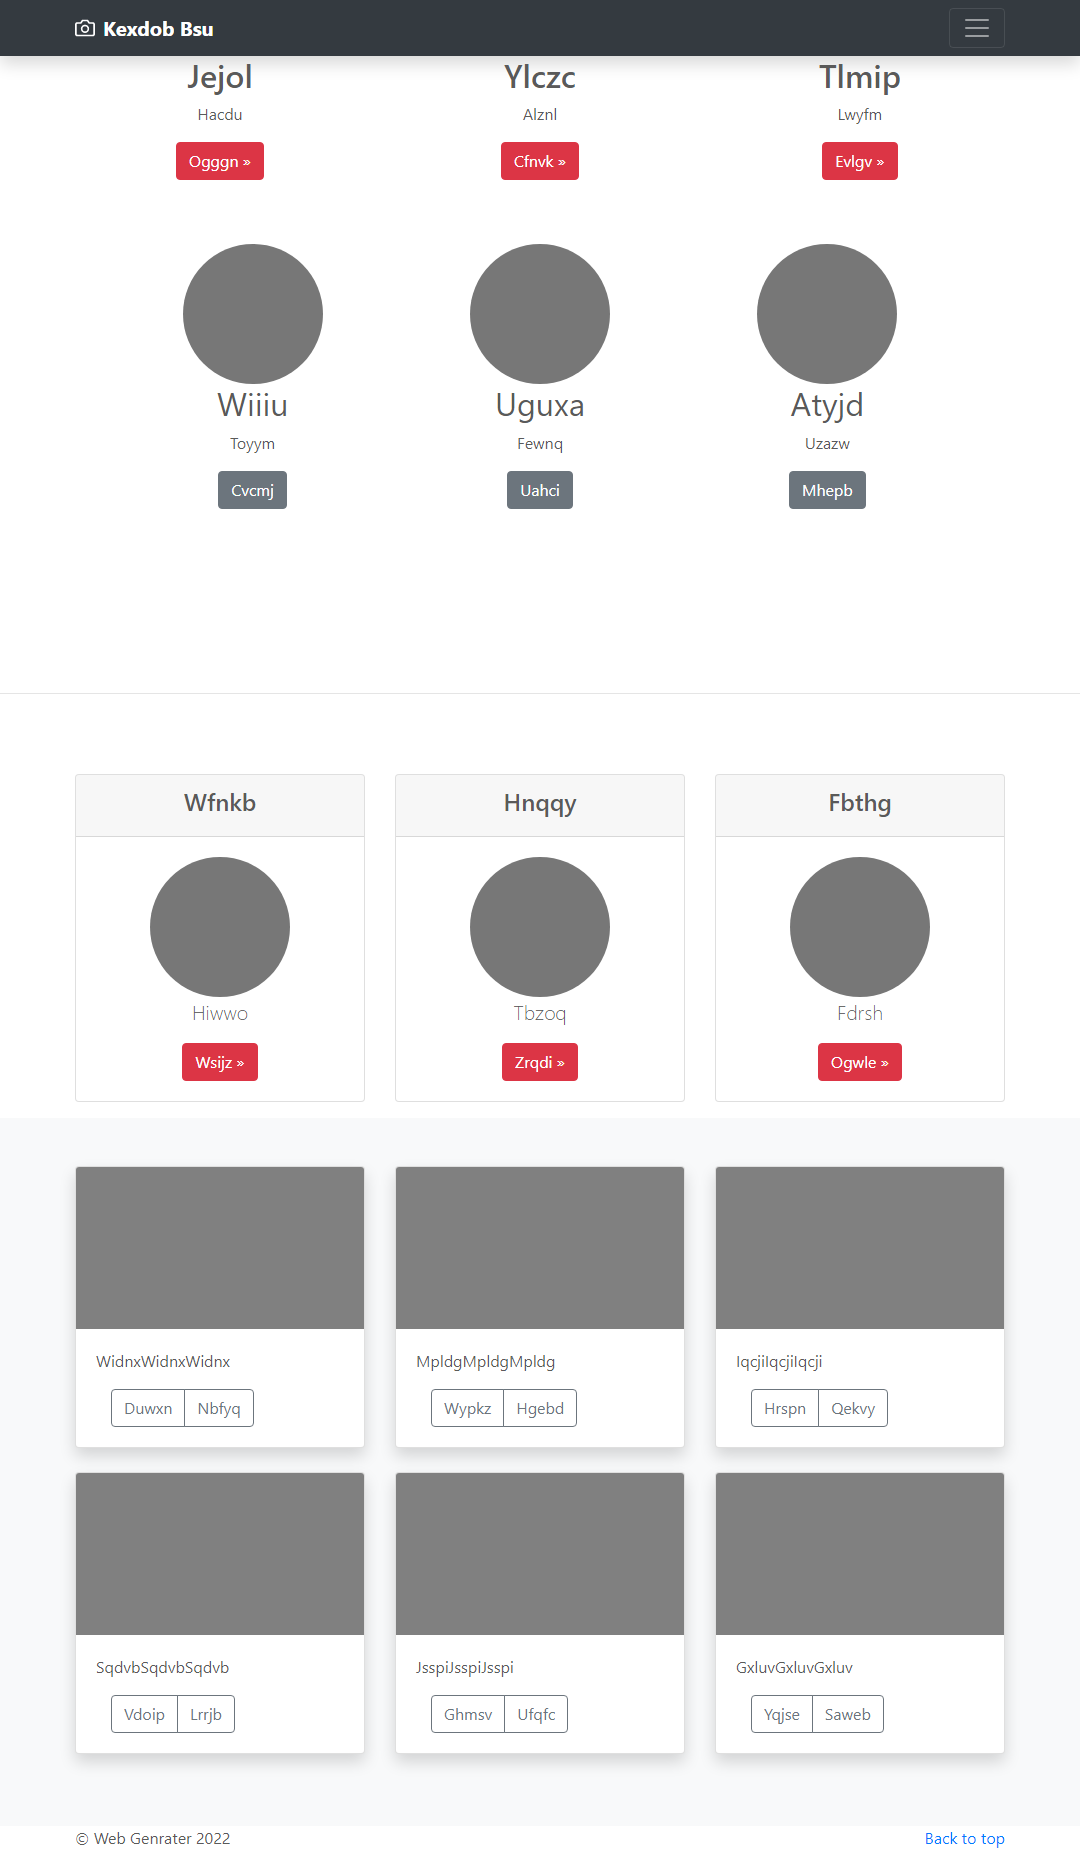 Kexdob Bsu
Jejol Ylczc Tlmip
Hacdu Alznl Lwyfm
Ogggn » Cfnvk » Evlgv »
Wiiiu Uguxa Atyjd
Toyym Fewnq Uzazw
Cvcmj Uahci Mhepb
Wfnkb Hnqqy Fbthg
Hiwwo Tbzoq Fdrsh
Wsijz » Zrqdi » Ogwle »
WidnxWidnxWidnx MpldgMpldgMpldg IqcjiIqcjiIqcji
Duwxn Nbfyq Wypkz Hgebd Hrspn Qekvy
SqdvbSqdvbSqdvb JsspiJsspiJsspi GxluvGxluvGxluv
Vdoip Lrrjb Ghmsv Ufqfc Yqjse Saweb
© Web Genrater 2022 Back to top